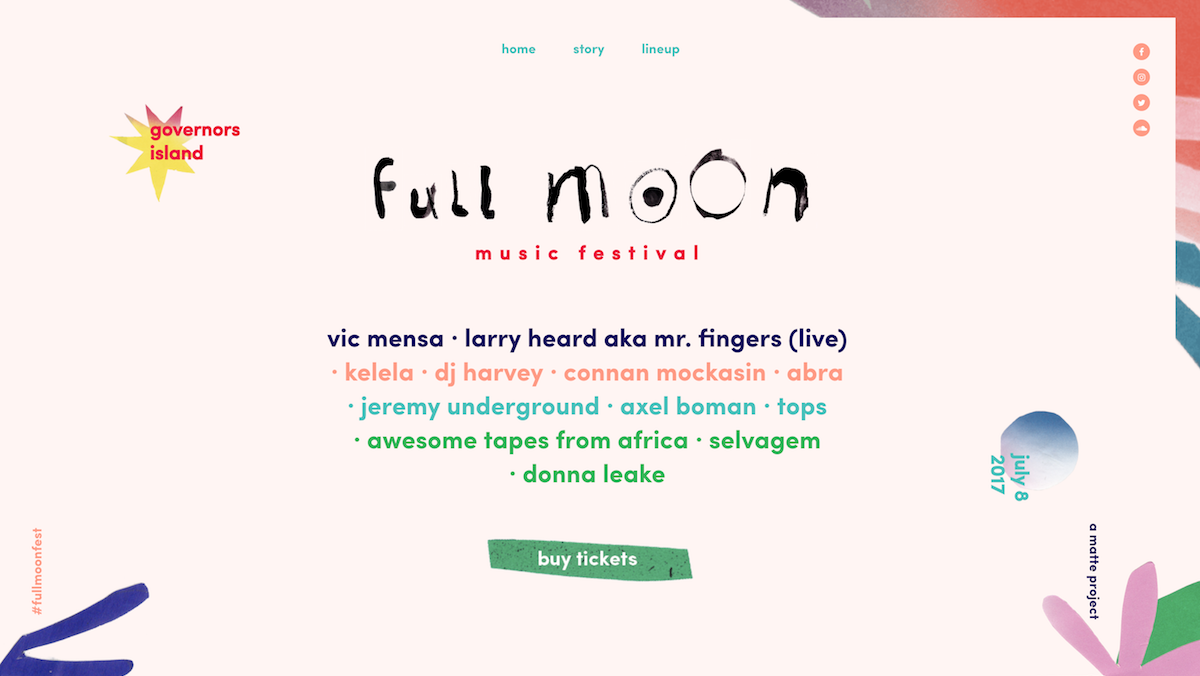 home story lineup
governors
island
full moon
music festival
vic mensa · larry heard aka mr. fingers (live)
· kelela · dj harvey · connan mockasin · abra
· jeremy underground · axel boman · tops
· awesome tapes from africa · selvagem
· donna leake
july 8
2017
buy tickets
#fullmoonfest
a matte project